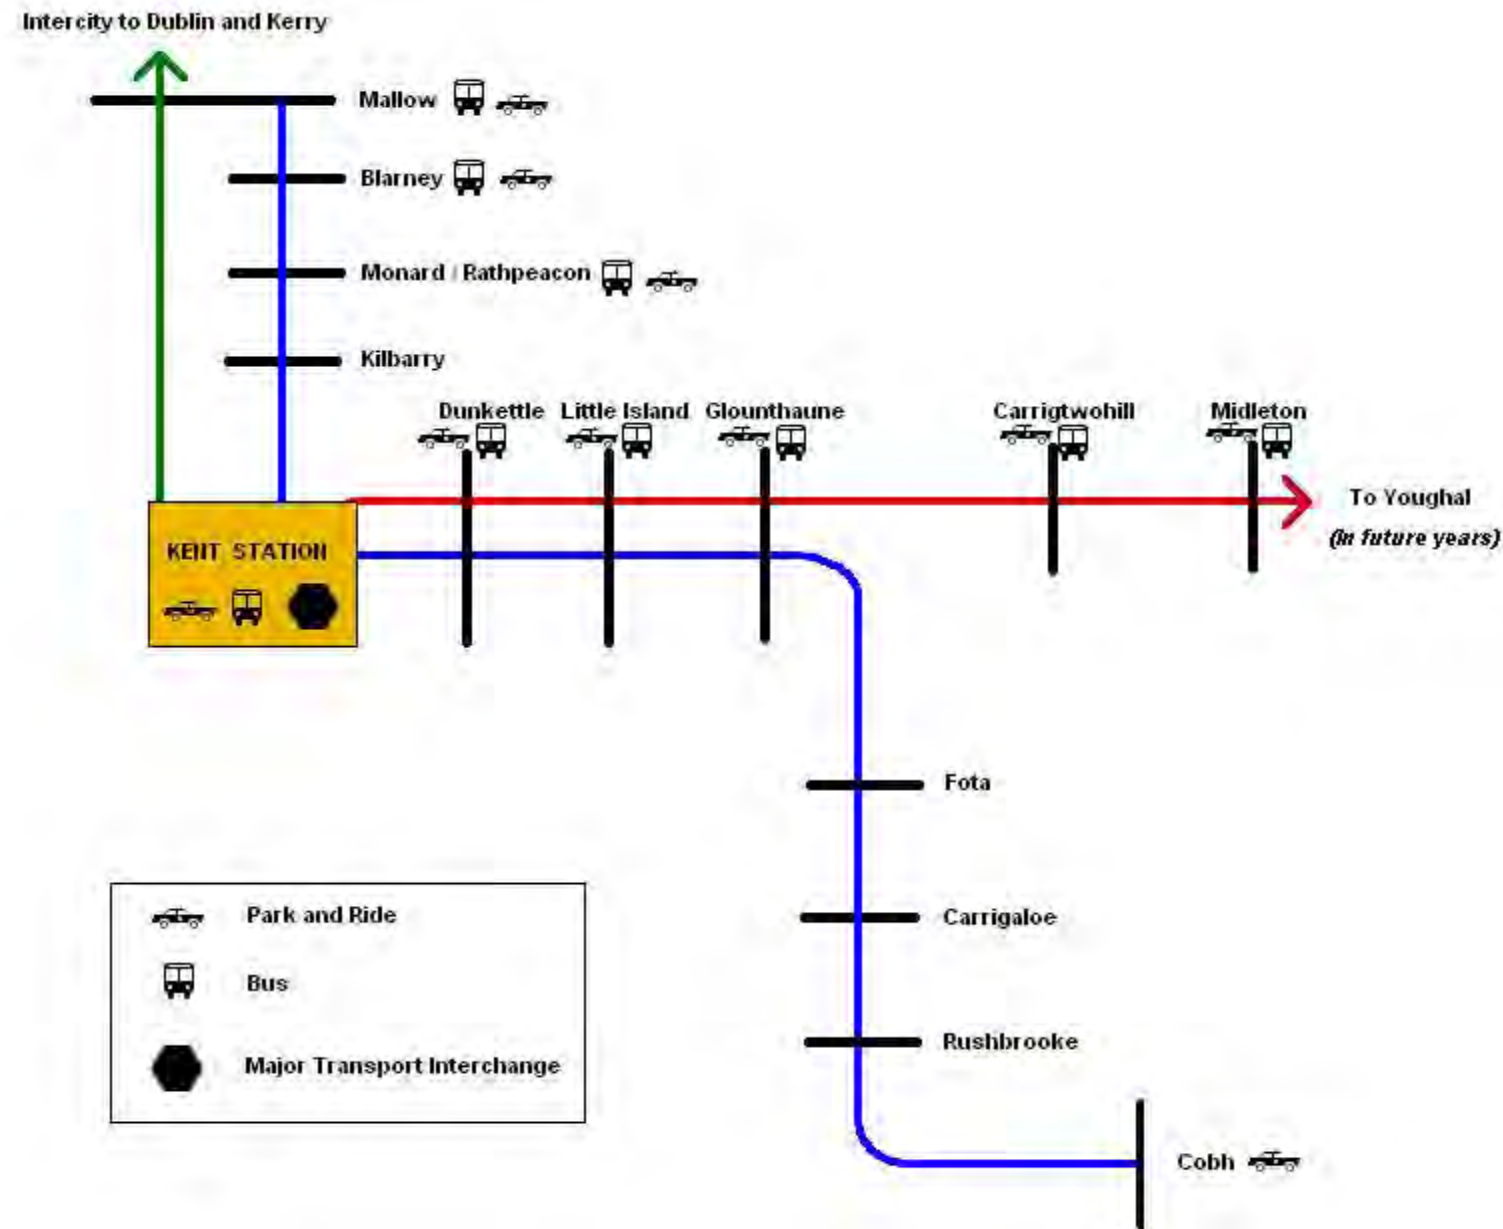 Intercity to Dublin and Kerry
Mallow
Blarney
Monard / Rathpeacon
Kilbarry
Dunkettle
Little Island
Glounthaune
Carrigtwohill
Midleton
To Youghal
(In future years)
KENT STATION
Fota
Carrigaloe
Rushbrooke
Cobh
Park and Ride
Bus
Major Transport Interchange